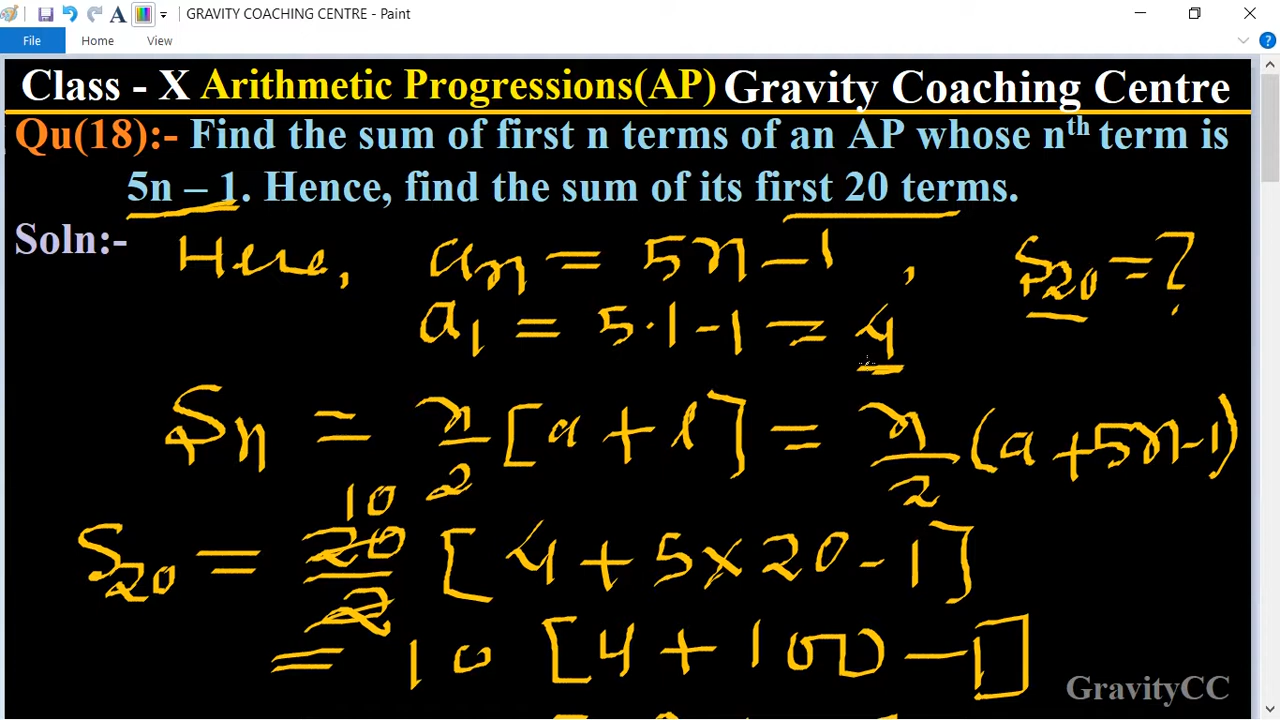 GRAVITY COACHING CENTRE - Paint
File Home View
Class - X Arithmetic Progressions(AP) Gravity Coaching Centre
Qu(18):- Find the sum of first n terms of an AP whose nth term is
5n – 1. Hence, find the sum of its first 20 terms.
Soln:- Here, an = 5n - 1 , S20 = ?
a1 = 5·1 - 1 = 4
Sn = n/2 [a + l] = n/2 (a + 5n - 1)
10
S20 = 20/2 [4 + 5 × 20 - 1]
= 10 [4 + 100 - 1]
GravityCC